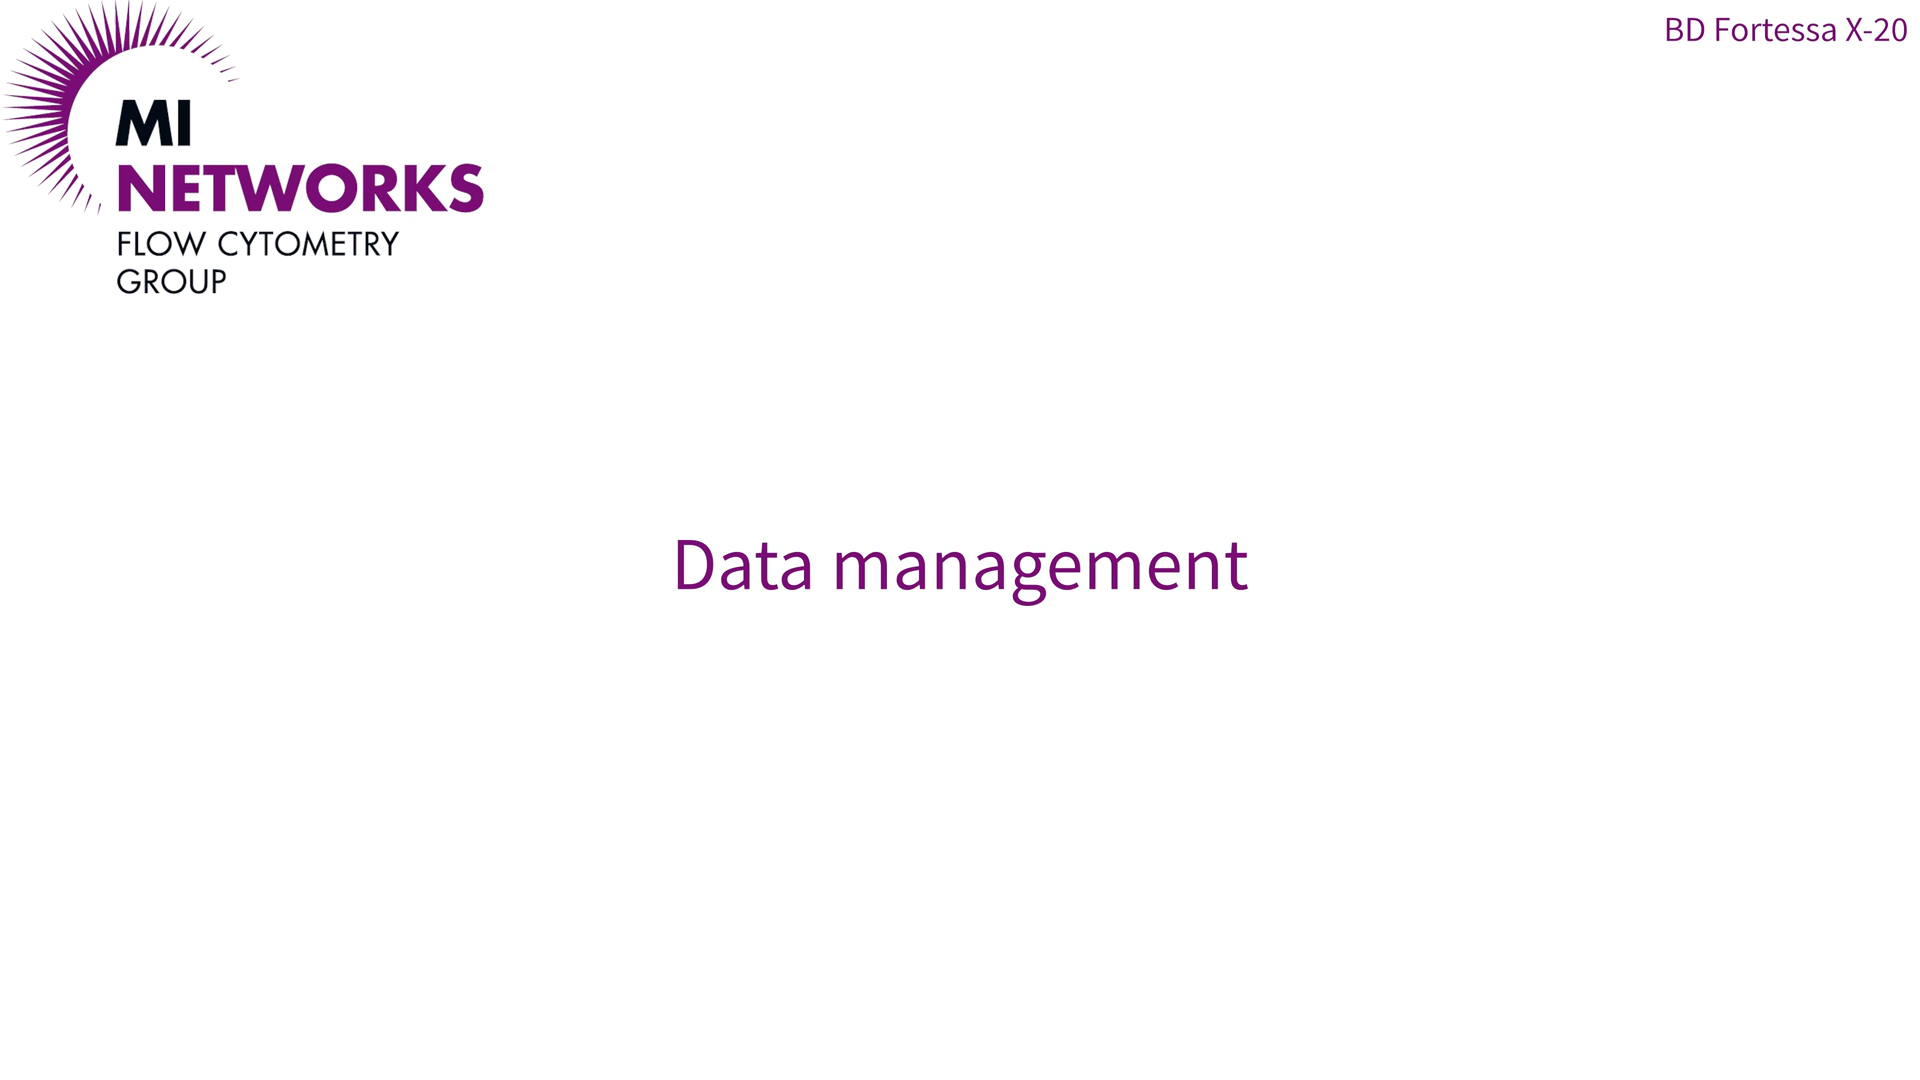 BD Fortessa X-20
MI
NETWORKS
FLOW CYTOMETRY
GROUP
Data management